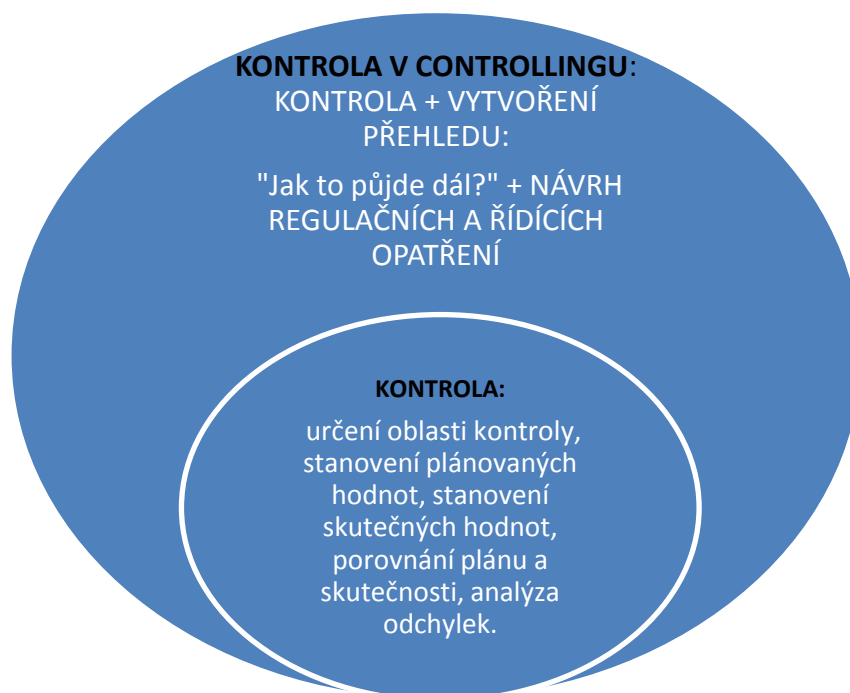 KONTROLA V CONTROLLINGU:
KONTROLA + VYTVOŘENÍ
PŘEHLEDU:
"Jak to půjde dál?" + NÁVRH
REGULAČNÍCH A ŘÍDÍCÍCH
OPATŘENÍ
KONTROLA:
určení oblasti kontroly,
stanovení plánovaných
hodnot, stanovení
skutečných hodnot,
porovnání plánu a
skutečnosti, analýza
odchylek.